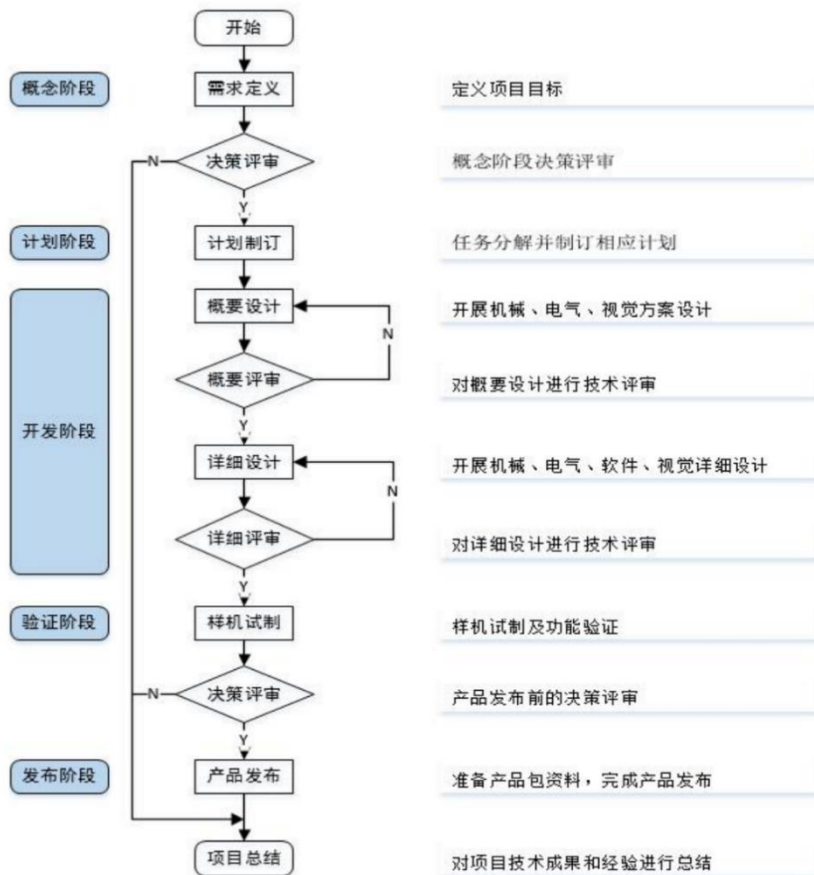 开始
概念阶段
需求定义
定义项目目标
N
决策评审
概念阶段决策评审
Y
计划阶段
计划制订
任务分解并制订相应计划
概要设计
开展机械、电气、视觉方案设计
N
概要评审
对概要设计进行技术评审
Y
开发阶段
详细设计
开展机械、电气、软件、视觉详细设计
N
详细评审
对详细设计进行技术评审
Y
验证阶段
样机试制
样机试制及功能验证
N
决策评审
产品发布前的决策评审
Y
发布阶段
产品发布
准备产品包资料，完成产品发布
项目总结
对项目技术成果和经验进行总结